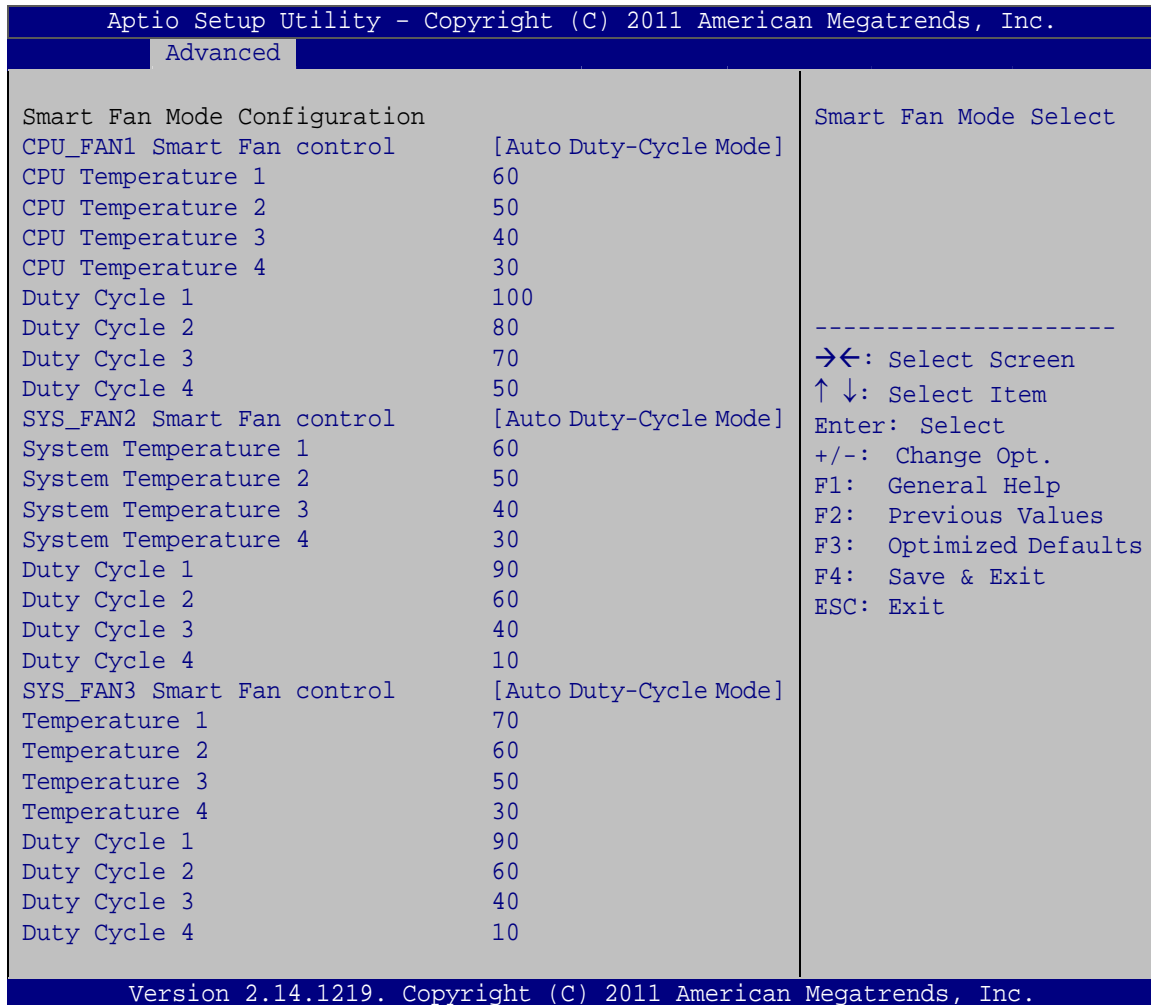 Aptio Setup Utility – Copyright (C) 2011 American Megatrends, Inc.
Advanced
Smart Fan Mode Configuration
CPU_FAN1 Smart Fan control [Auto Duty-Cycle Mode]
CPU Temperature 1 60
CPU Temperature 2 50
CPU Temperature 3 40
CPU Temperature 4 30
Duty Cycle 1 100
Duty Cycle 2 80
Duty Cycle 3 70
Duty Cycle 4 50
SYS_FAN2 Smart Fan control [Auto Duty-Cycle Mode]
System Temperature 1 60
System Temperature 2 50
System Temperature 3 40
System Temperature 4 30
Duty Cycle 1 90
Duty Cycle 2 60
Duty Cycle 3 40
Duty Cycle 4 10
SYS_FAN3 Smart Fan control [Auto Duty-Cycle Mode]
Temperature 1 70
Temperature 2 60
Temperature 3 50
Temperature 4 30
Duty Cycle 1 90
Duty Cycle 2 60
Duty Cycle 3 40
Duty Cycle 4 10
Smart Fan Mode Select
---------------------
→←: Select Screen
↑ ↓: Select Item
Enter: Select
+/-: Change Opt.
F1: General Help
F2: Previous Values
F3: Optimized Defaults
F4: Save & Exit
ESC: Exit
Version 2.14.1219. Copyright (C) 2011 American Megatrends, Inc.